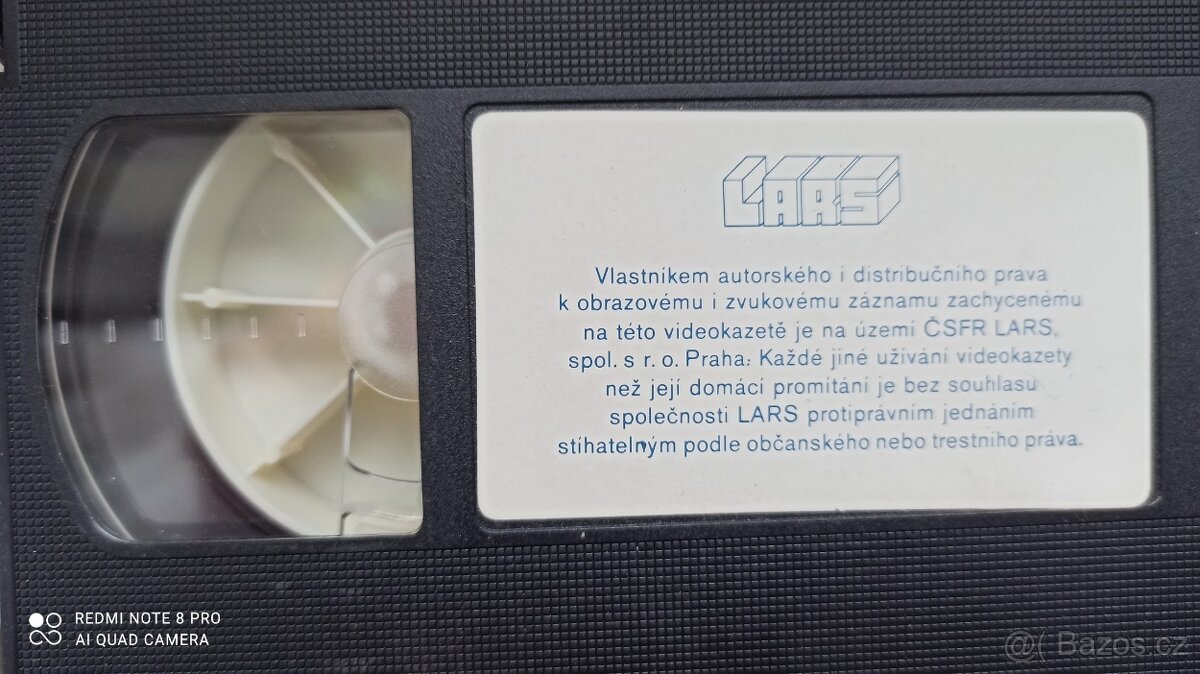 LARS
Vlastníkem autorského i distribučního práva
k obrazovému i zvukovému záznamu zachycenému
na této videokazetě je na území ČSFR LARS,
spol. s r. o. Praha. Každé jiné užívání videokazety
než její domácí promítání je bez souhlasu
společnosti LARS protiprávním jednáním
stíhatelným podle občanského nebo trestního práva.
REDMI NOTE 8 PRO
AI QUAD CAMERA
@( Bazos.cz